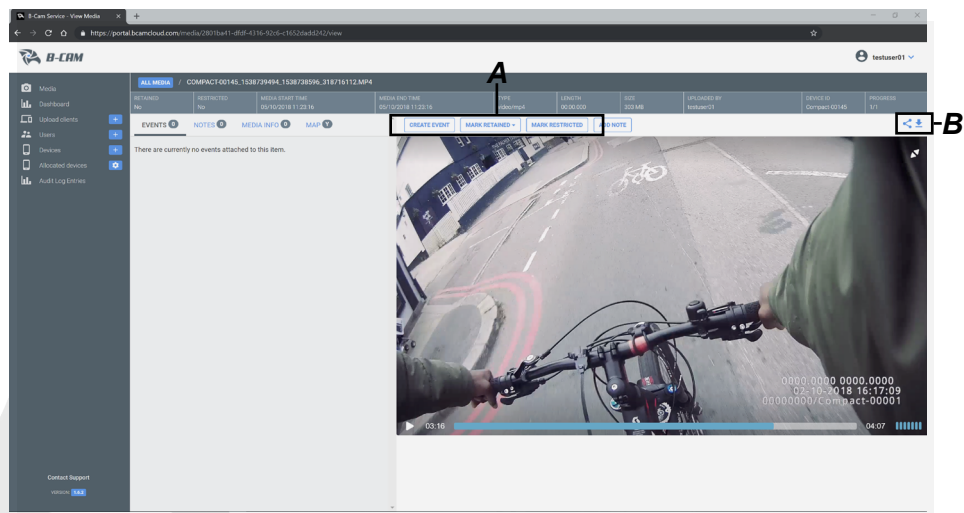 B-Cam Service - View Media
https://portal.bcamcloud.com/media/2801ba41-dfdf-4316-92c6-c1652dadd242/view
B-CAM
testuser01
A
ALL MEDIA / COMPACT-00145_1538739494_1538738596_318716112.MP4
Media
Dashboard
Upload clients
Users
Devices
Allocated devices
Audit Log Entries
RETAINED RESTRICTED MEDIA START TIME MEDIA END TIME TYPE LENGTH SIZE UPLOADED BY DEVICE ID PROGRESS
No No 05/10/2018 11:23:16 05/10/2018 11:23:16 video/mp4 00:00.000 203 MB testuser01 Compact-00145 1/1
EVENTS 0 NOTES 0 MEDIA INFO 0 MAP Y
CREATE EVENT MARK RETAINED MARK RESTRICTED ADD NOTE
B
There are currently no events attached to this item.
0000.0000 0000.0000
02-10-2018 16:17:09
00000000/Compact-00001
03:16 04:07
Contact Support
VERSION: 1.4.3